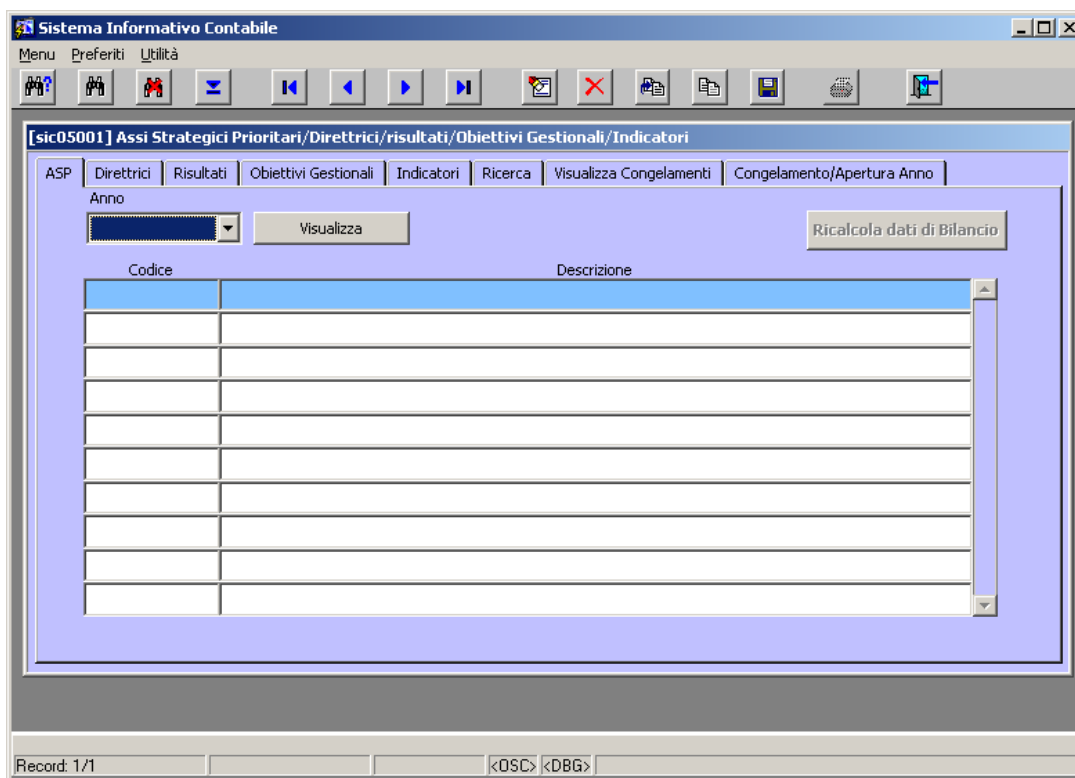 Sistema Informativo Contabile
Menu Preferiti Utilità
[sic05001] Assi Strategici Prioritari/Direttrici/risultati/Obiettivi Gestionali/Indicatori
ASP Direttrici Risultati Obiettivi Gestionali Indicatori Ricerca Visualizza Congelamenti Congelamento/Apertura Anno
Anno
Visualizza Ricalcola dati di Bilancio
Codice Descrizione
Record: 1/1 <OSC> <DBG>